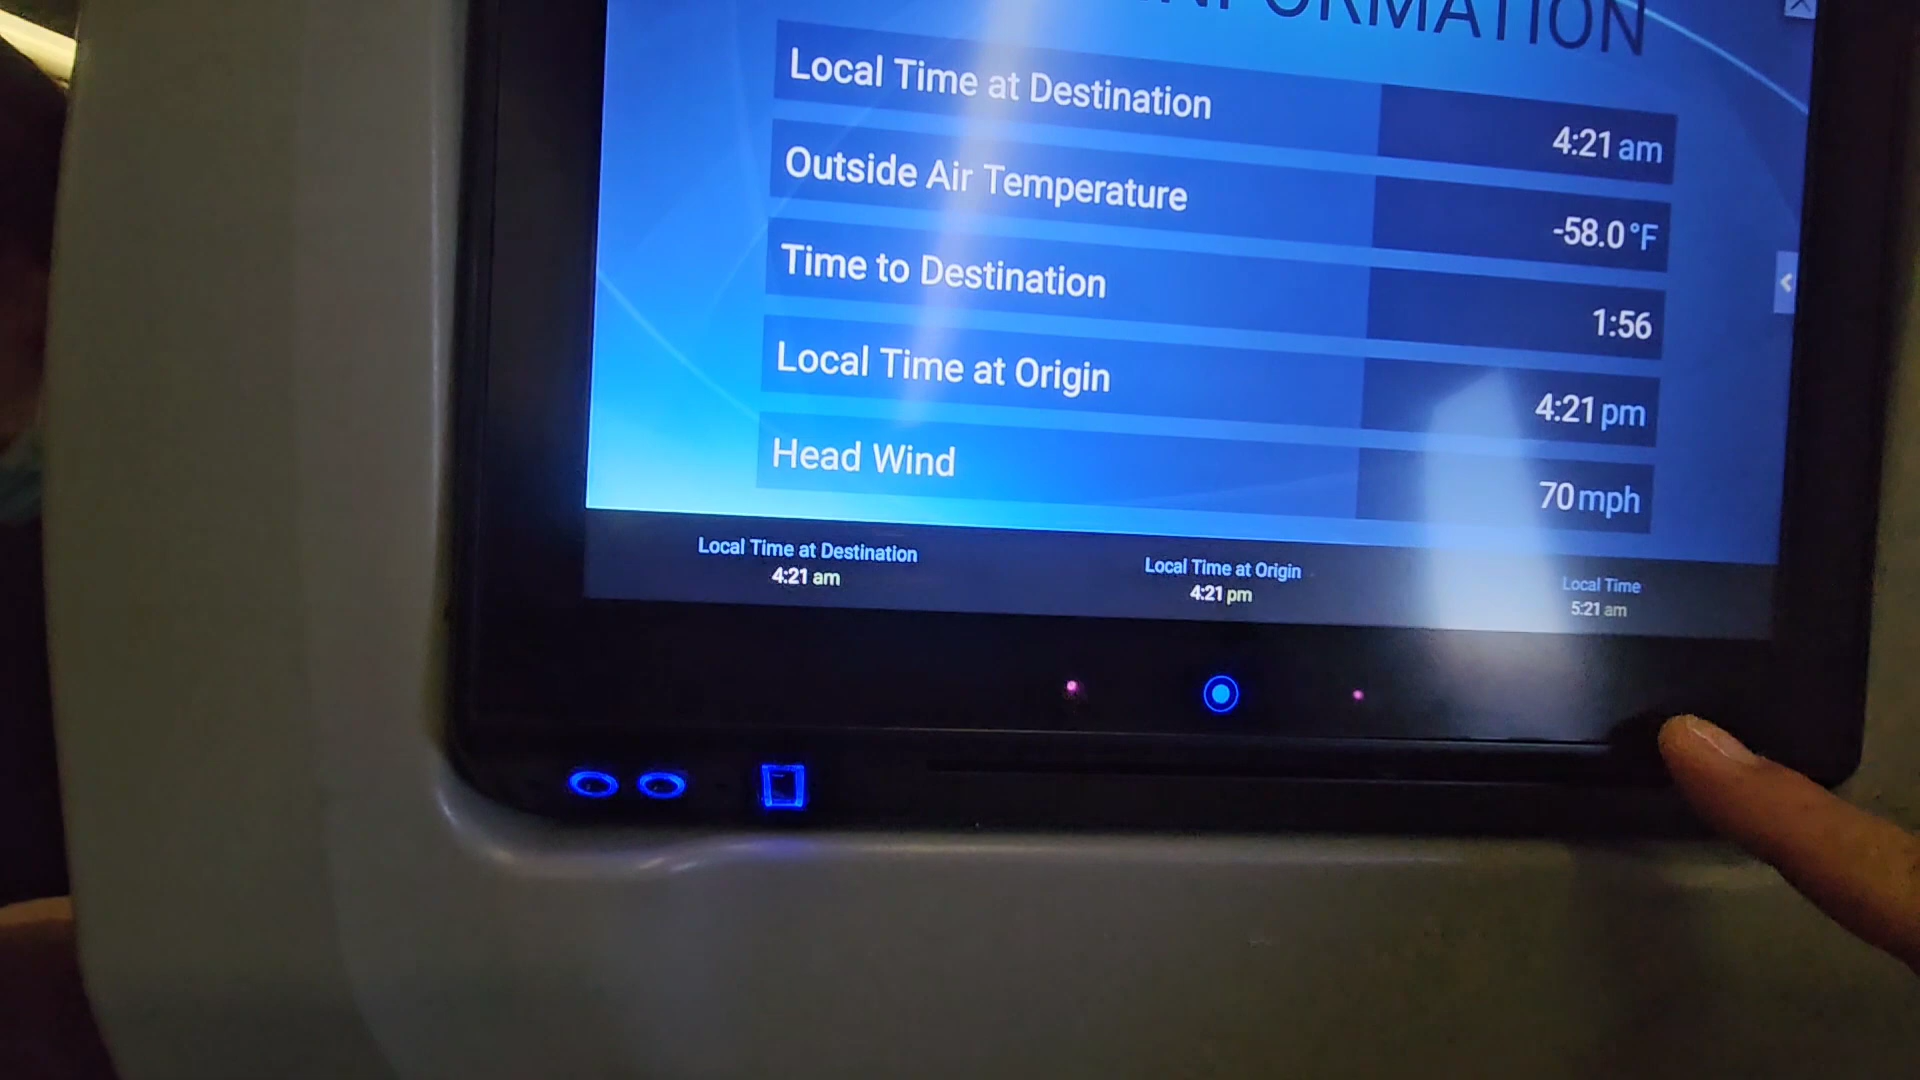 INFORMATION
Local Time at Destination 4:21 am
Outside Air Temperature -58.0 °F
Time to Destination 1:56
Local Time at Origin 4:21 pm
Head Wind 70 mph
Local Time at Destination
4:21 am
Local Time at Origin
4:21 pm
Local Time
5:21 am